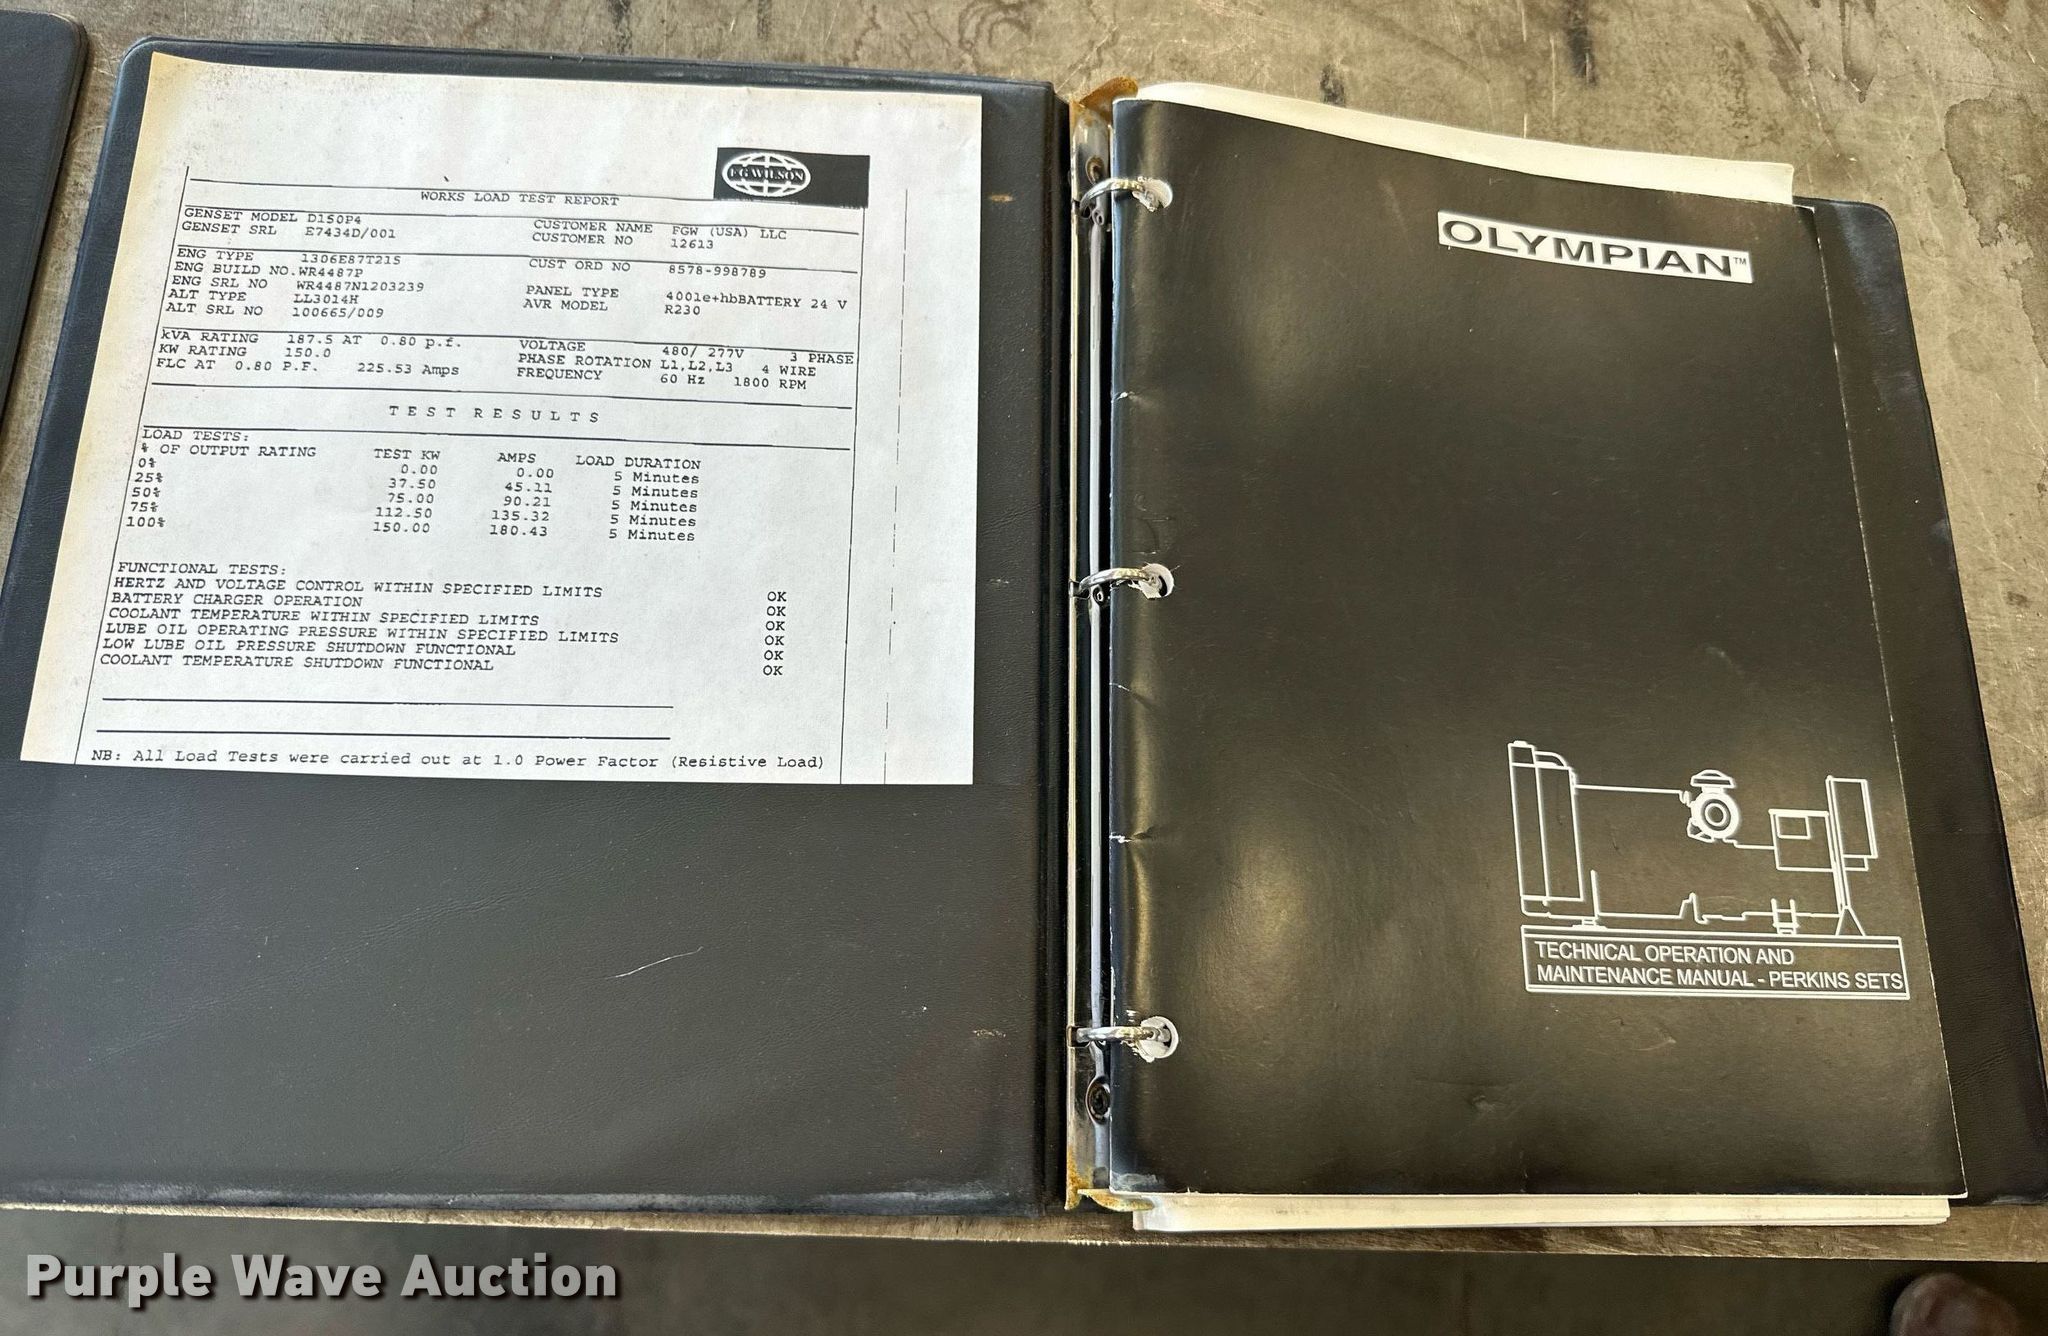 FG WILSON
WORKS LOAD TEST REPORT
GENSET MODEL D150P4 CUSTOMER NAME FGW (USA) LLC
GENSET SRL E7434D/001 CUSTOMER NO 12613
ENG TYPE 1306E87T21S CUST ORD NO 8578-998789
ENG BUILD NO. WR4487P
ENG SRL NO WR4487N1203239 PANEL TYPE 4001e+hbBATTERY 24 V
ALT TYPE LL3014H AVR MODEL R230
ALT SRL NO 100665/009
kVA RATING 187.5 AT 0.80 p.f. VOLTAGE 480/ 277V 3 PHASE
KW RATING 150.0 PHASE ROTATION L1,L2,L3 4 WIRE
FLC AT 0.80 P.F. 225.53 Amps FREQUENCY 60 Hz 1800 RPM
TEST RESULTS
LOAD TESTS:
% OF OUTPUT RATING TEST KW AMPS LOAD DURATION
0% 0.00 0.00 5 Minutes
25% 37.50 45.11 5 Minutes
50% 75.00 90.21 5 Minutes
75% 112.50 135.32 5 Minutes
100% 150.00 180.43 5 Minutes
FUNCTIONAL TESTS:
HERTZ AND VOLTAGE CONTROL WITHIN SPECIFIED LIMITS OK
BATTERY CHARGER OPERATION OK
COOLANT TEMPERATURE WITHIN SPECIFIED LIMITS OK
LUBE OIL OPERATING PRESSURE WITHIN SPECIFIED LIMITS OK
LOW LUBE OIL PRESSURE SHUTDOWN FUNCTIONAL OK
COOLANT TEMPERATURE SHUTDOWN FUNCTIONAL OK
NB: All Load Tests were carried out at 1.0 Power Factor (Resistive Load)
OLYMPIAN™
TECHNICAL OPERATION AND
MAINTENANCE MANUAL - PERKINS SETS
Purple Wave Auction